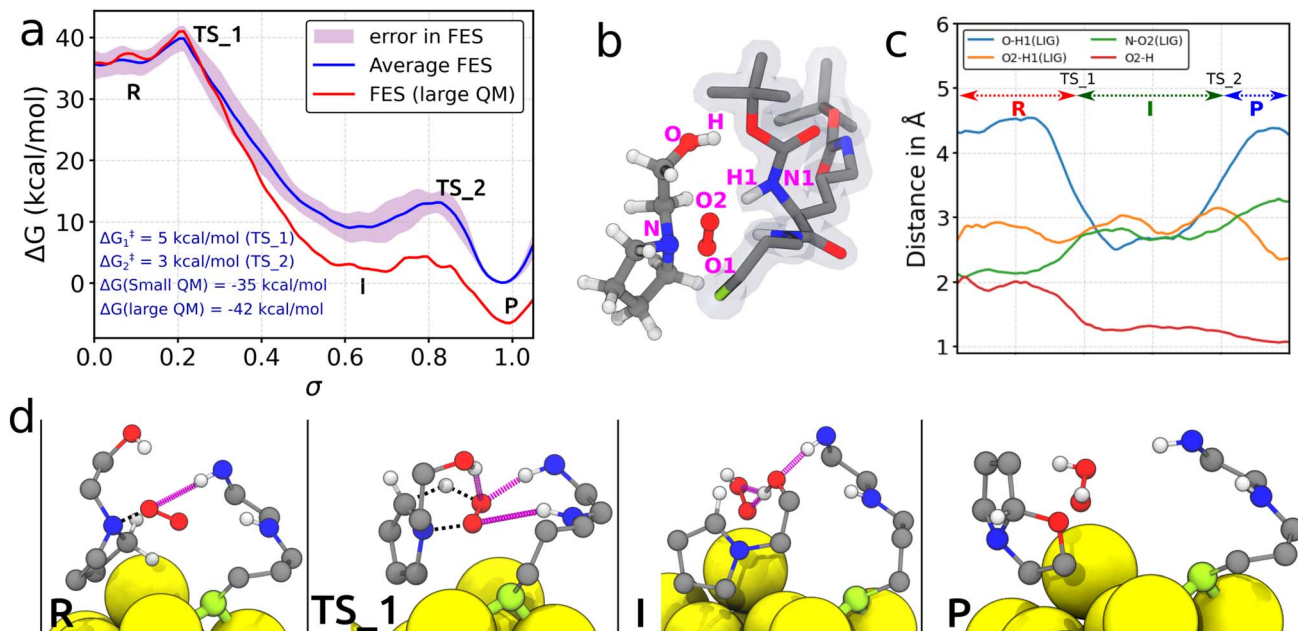 a
ΔG (kcal/mol)
40
30
20
10
0
0.0
0.2
0.4
0.6
0.8
1.0
σ
TS_1
R
TS_2
I
P
error in FES
Average FES
FES (large QM)
ΔG₁‡ = 5 kcal/mol (TS_1)
ΔG₂‡ = 3 kcal/mol (TS_2)
ΔG(Small QM) = -35 kcal/mol
ΔG(large QM) = -42 kcal/mol
b
O
H
H1
N1
O2
N
O1
c
Distance in Å
6
5
4
3
2
1
O-H1(LIG)
N-O2(LIG)
O2-H1(LIG)
O2-H
TS_1
TS_2
R
I
P
d
R
TS_1
I
P